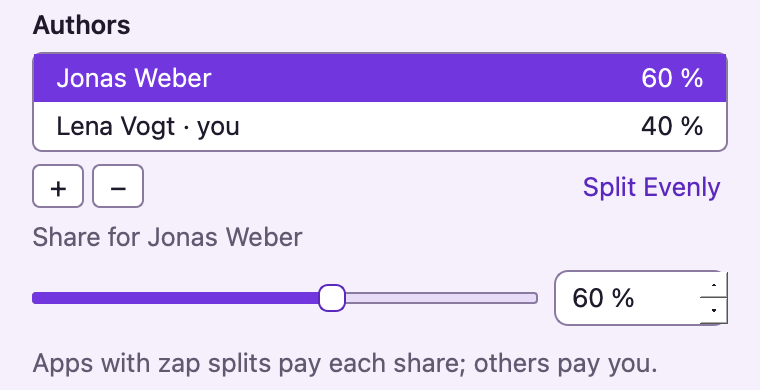 Authors
Jonas Weber 60 %
Lena Vogt · you 40 %
+ − Split Evenly
Share for Jonas Weber
60 %
Apps with zap splits pay each share; others pay you.